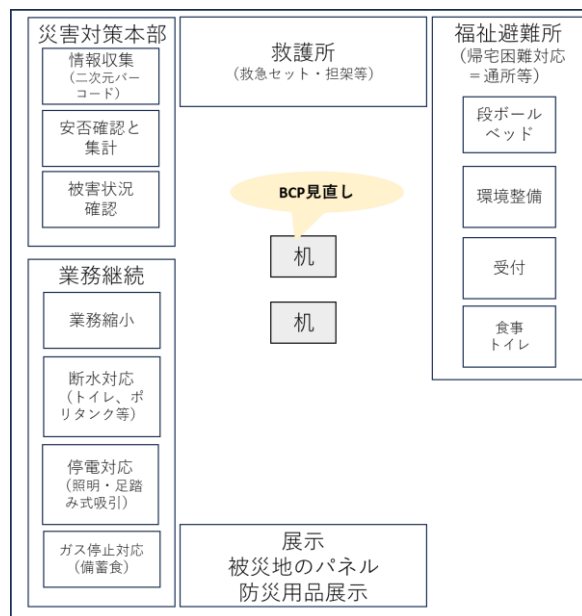 災害対策本部
情報収集
（二次元バー
コード）
安否確認と
集計
被害状況
確認
救護所
（救急セット・担架等）
福祉避難所
（帰宅困難対応
＝通所等）
段ボール
ベッド
環境整備
受付
食事
トイレ
BCP見直し
机
机
業務継続
業務縮小
断水対応
（トイレ、ポ
リタンク等）
停電対応
（照明・足踏
み式吸引）
ガス停止対応
（備蓄食）
展示
被災地のパネル
防災用品展示